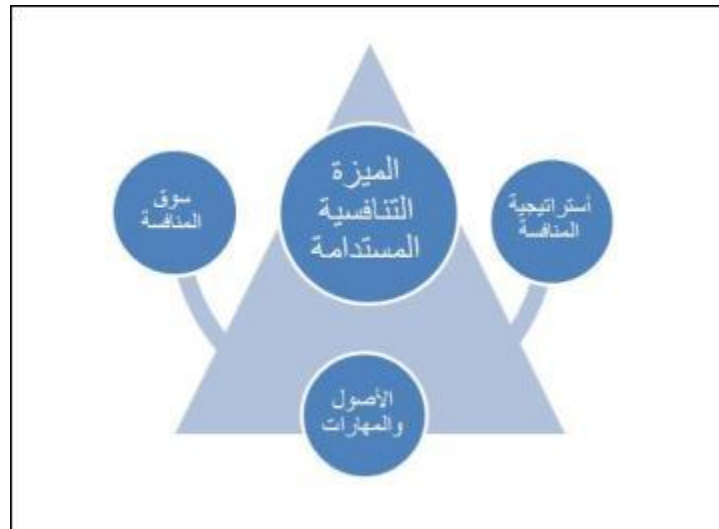 الميزة
التنافسية
المستدامة
أستراتيجية
المنافسة
سوق
المنافسة
الأصول
والمهارات